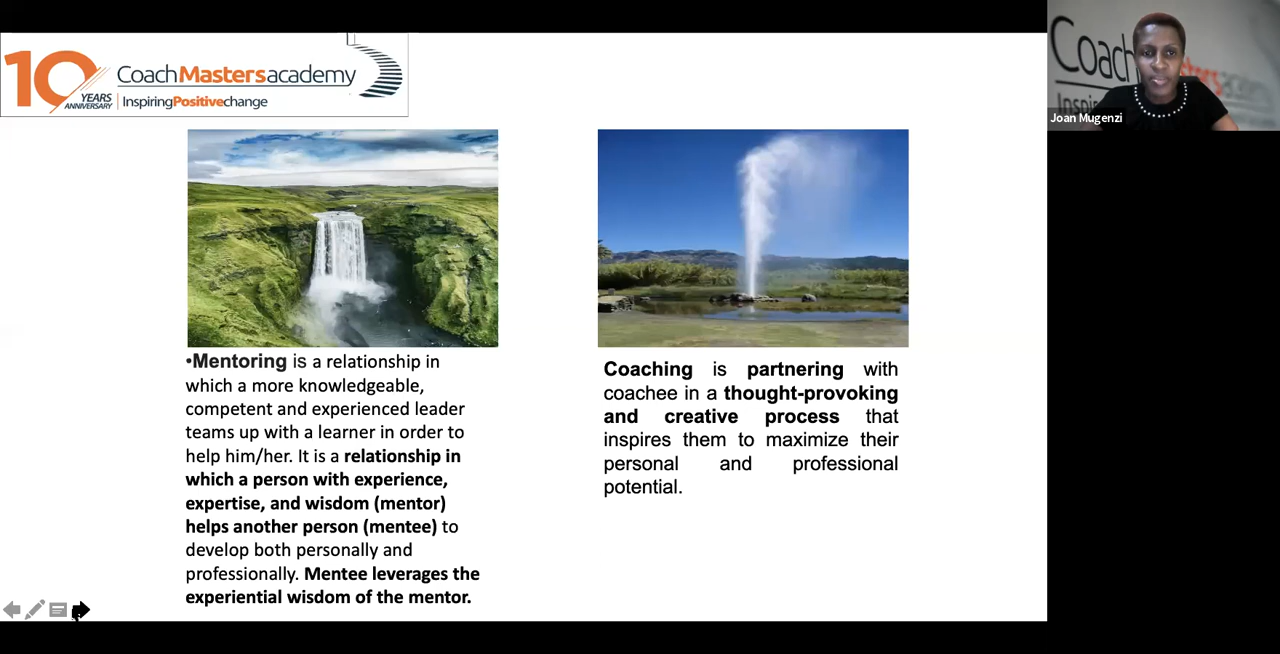 10
YEARS
ANNIVERSARY
CoachMastersacademy
InspiringPositivechange
•Mentoring is a relationship in
which a more knowledgeable,
competent and experienced leader
teams up with a learner in order to
help him/her. It is a relationship in
which a person with experience,
expertise, and wisdom (mentor)
helps another person (mentee) to
develop both personally and
professionally. Mentee leverages the
experiential wisdom of the mentor.
Coaching is partnering with
coachee in a thought-provoking
and creative process that
inspires them to maximize their
personal and professional
potential.
Coach
Joan Mugenzi